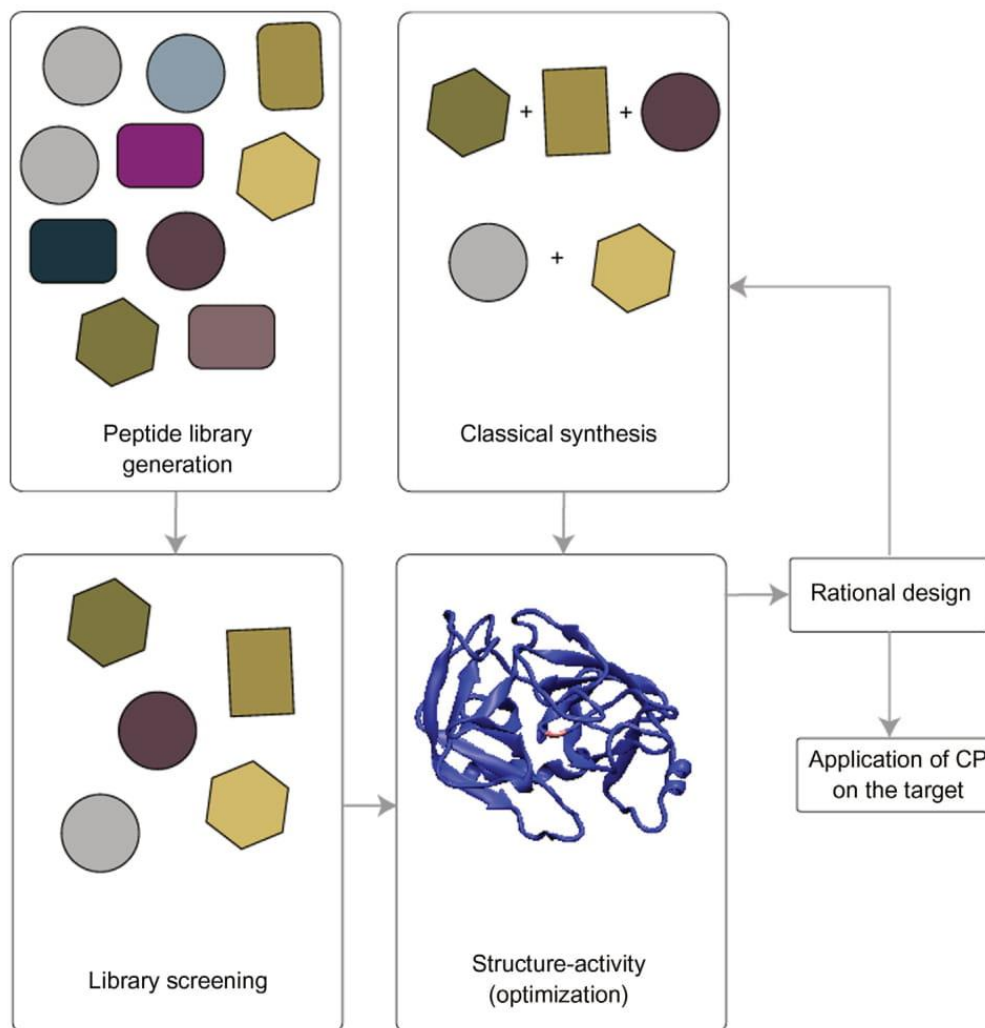 +
+
+
Peptide library
generation
Classical synthesis
Library screening
Structure-activity
(optimization)
Rational design
Application of CP
on the target